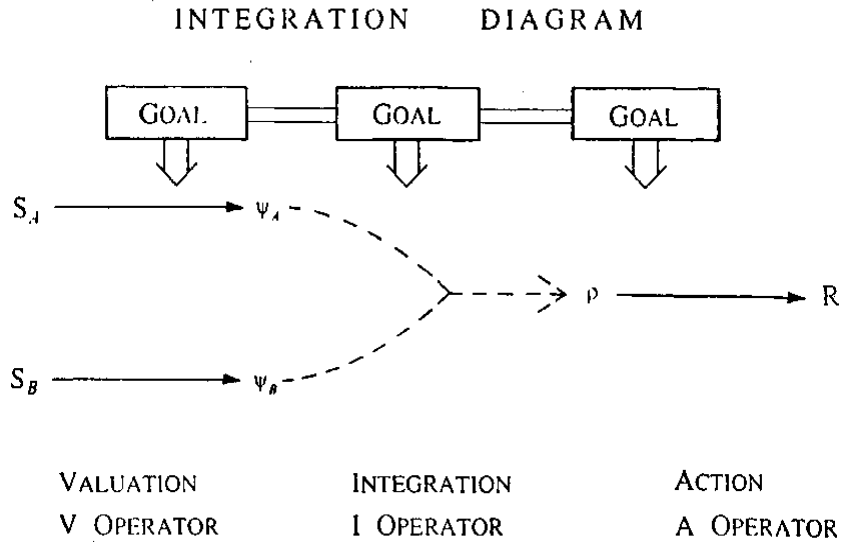 INTEGRATION DIAGRAM
GOAL GOAL GOAL
S_A ψ_A
ρ R
S_B ψ_B
VALUATION INTEGRATION ACTION
V OPERATOR I OPERATOR A OPERATOR